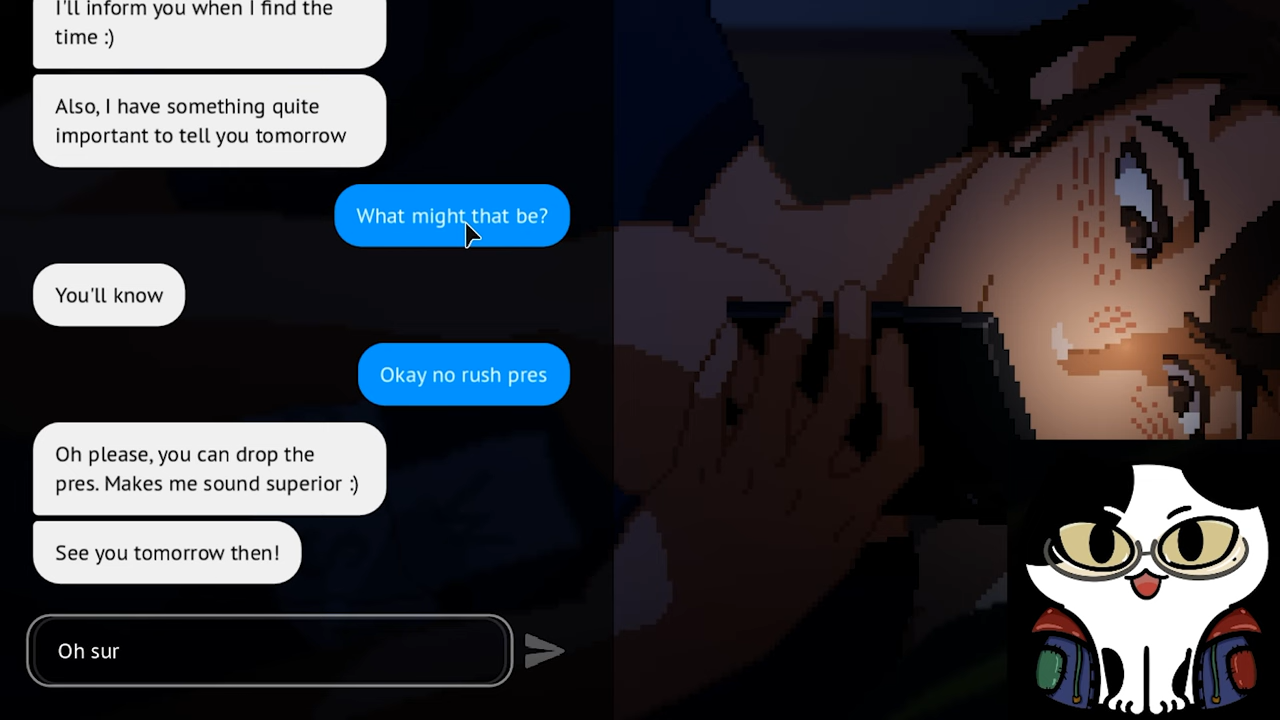 I'll inform you when I find the
time :)
Also, I have something quite
important to tell you tomorrow
What might that be?
You'll know
Okay no rush pres
Oh please, you can drop the
pres. Makes me sound superior :)
See you tomorrow then!
Oh sur